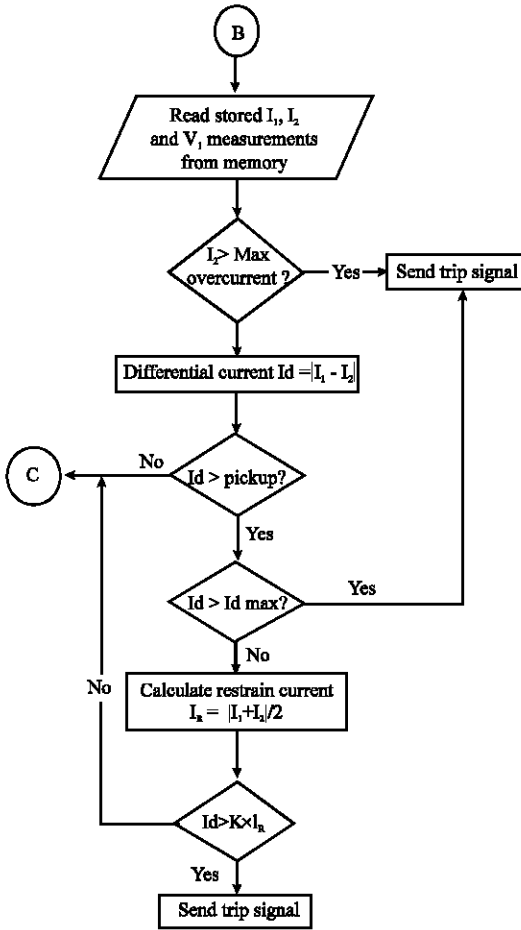 B
Read stored I₁, I₂
and V₁ measurements
from memory
I₂> Max
overcurrent ?
Yes
Send trip signal
Differential current Id =|I₁ - I₂|
No
C
Id > pickup?
Yes
Id > Id max?
Yes
No
Calculate restrain current
I_R = |I₁+I₂|/2
No
Id>K×I_R
Yes
Send trip signal